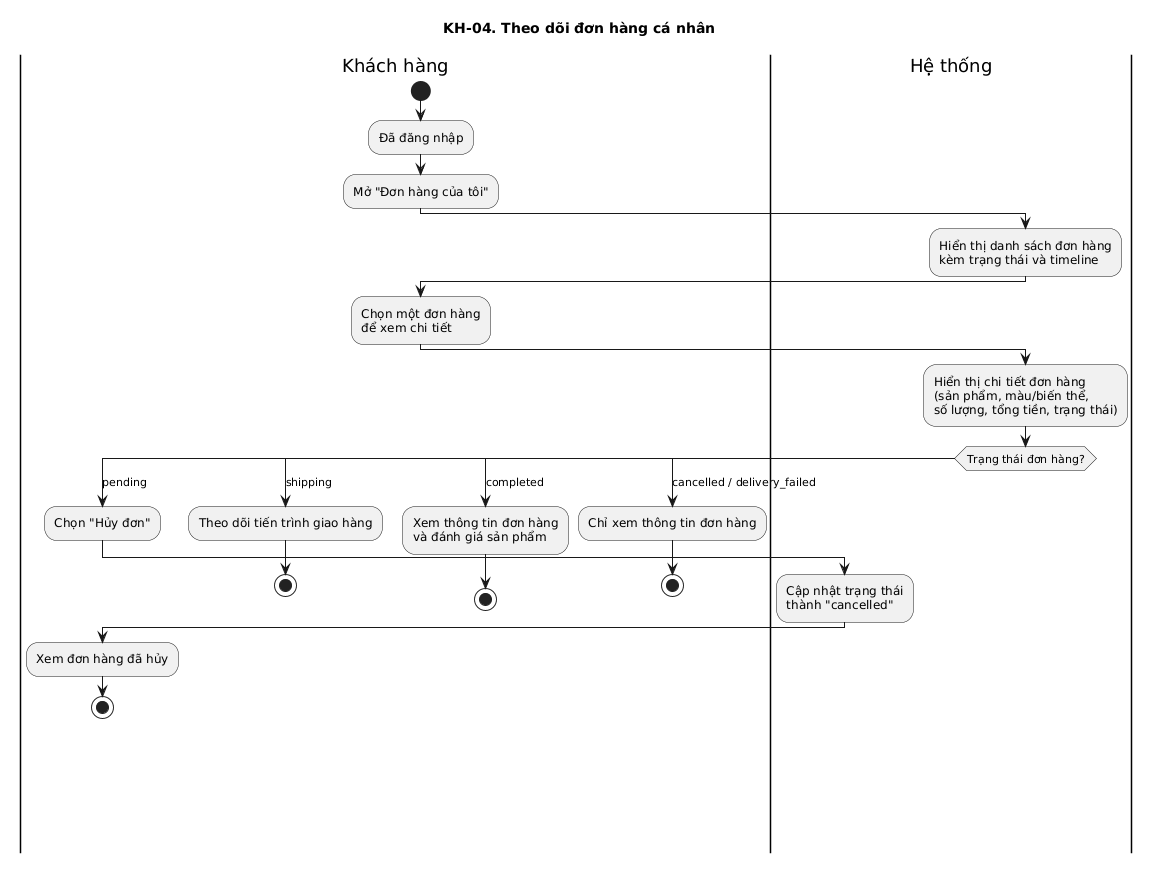 KH-04. Theo dõi đơn hàng cá nhân
Khách hàng
Hệ thống
Đã đăng nhập
Mở "Đơn hàng của tôi"
Hiển thị danh sách đơn hàng
kèm trạng thái và timeline
Chọn một đơn hàng
để xem chi tiết
Hiển thị chi tiết đơn hàng
(sản phẩm, màu/biến thể,
số lượng, tổng tiền, trạng thái)
Trạng thái đơn hàng?
pending
shipping
completed
cancelled / delivery_failed
Chọn "Hủy đơn"
Theo dõi tiến trình giao hàng
Xem thông tin đơn hàng
và đánh giá sản phẩm
Chỉ xem thông tin đơn hàng
Cập nhật trạng thái
thành "cancelled"
Xem đơn hàng đã hủy